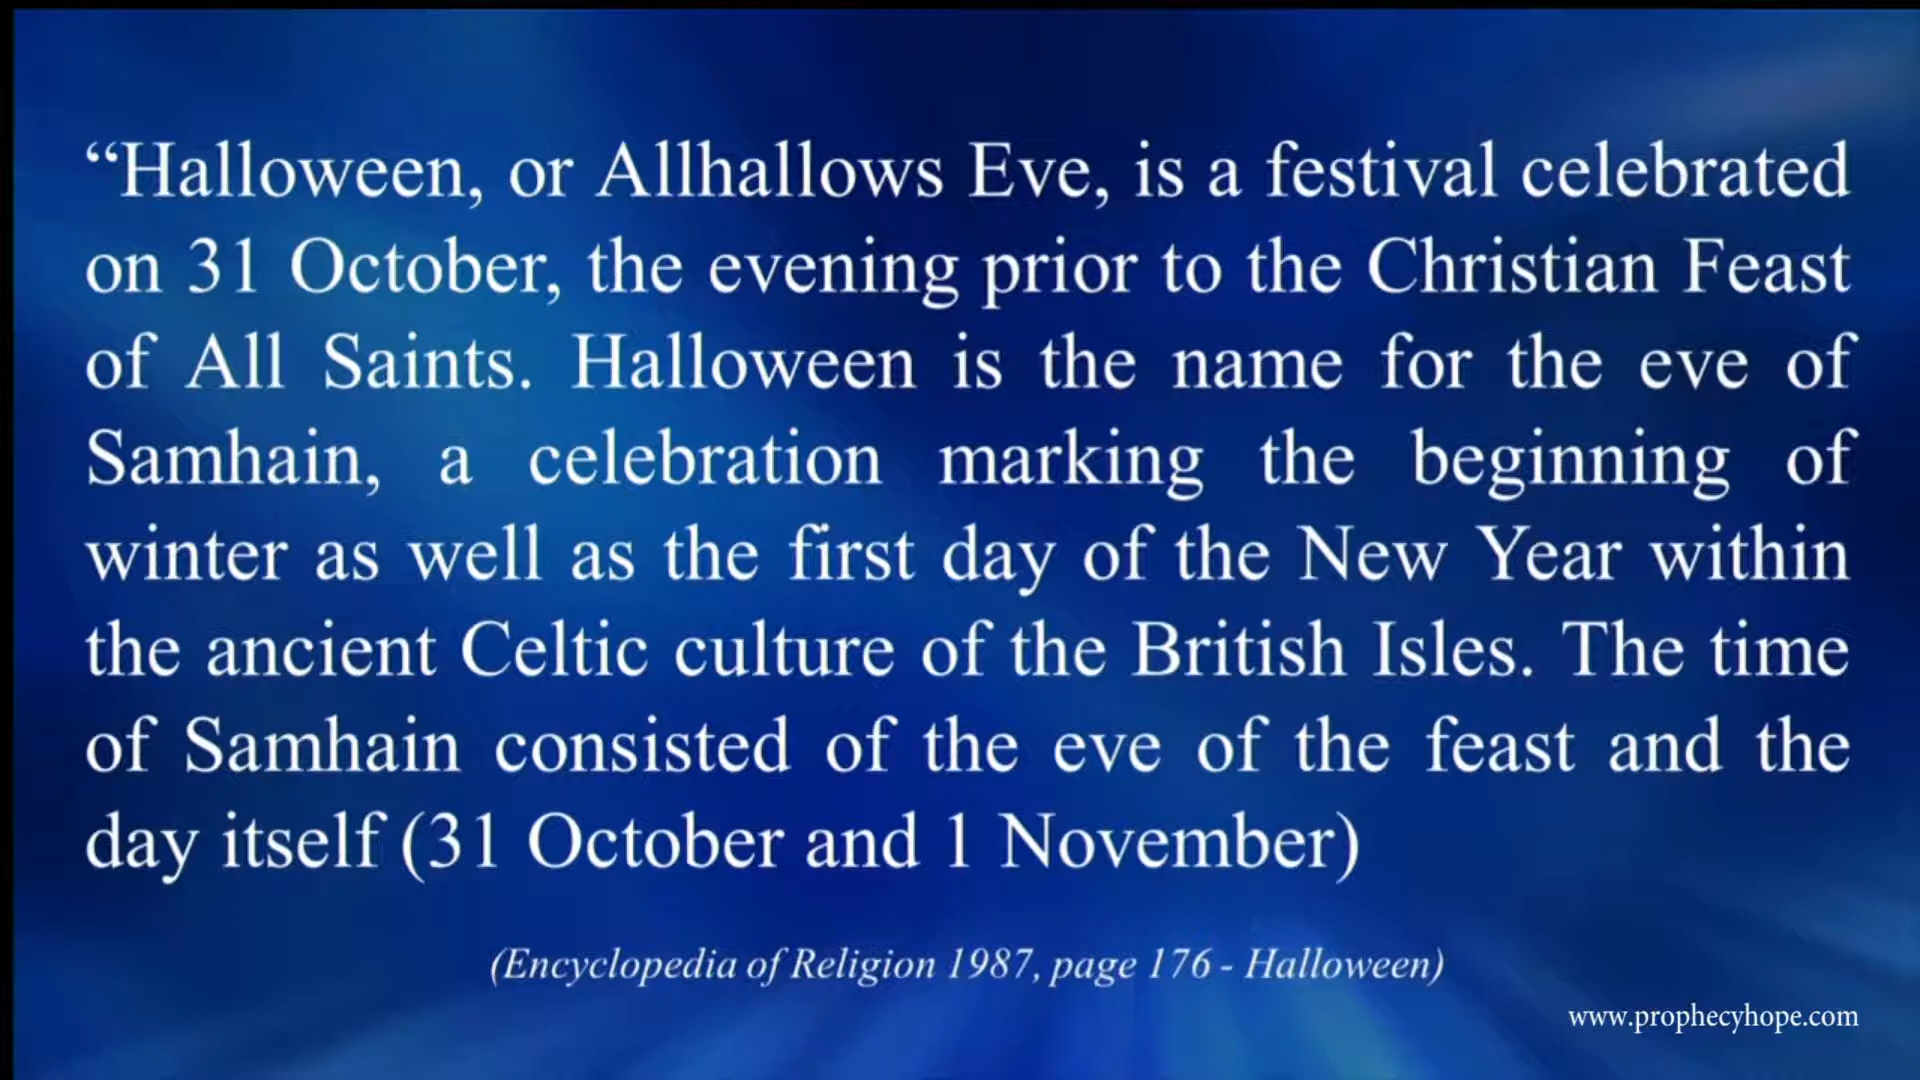 “Halloween, or Allhallows Eve, is a festival celebrated
on 31 October, the evening prior to the Christian Feast
of All Saints. Halloween is the name for the eve of
Samhain, a celebration marking the beginning of
winter as well as the first day of the New Year within
the ancient Celtic culture of the British Isles. The time
of Samhain consisted of the eve of the feast and the
day itself (31 October and 1 November)
(Encyclopedia of Religion 1987, page 176 - Halloween)
www.prophecyhope.com